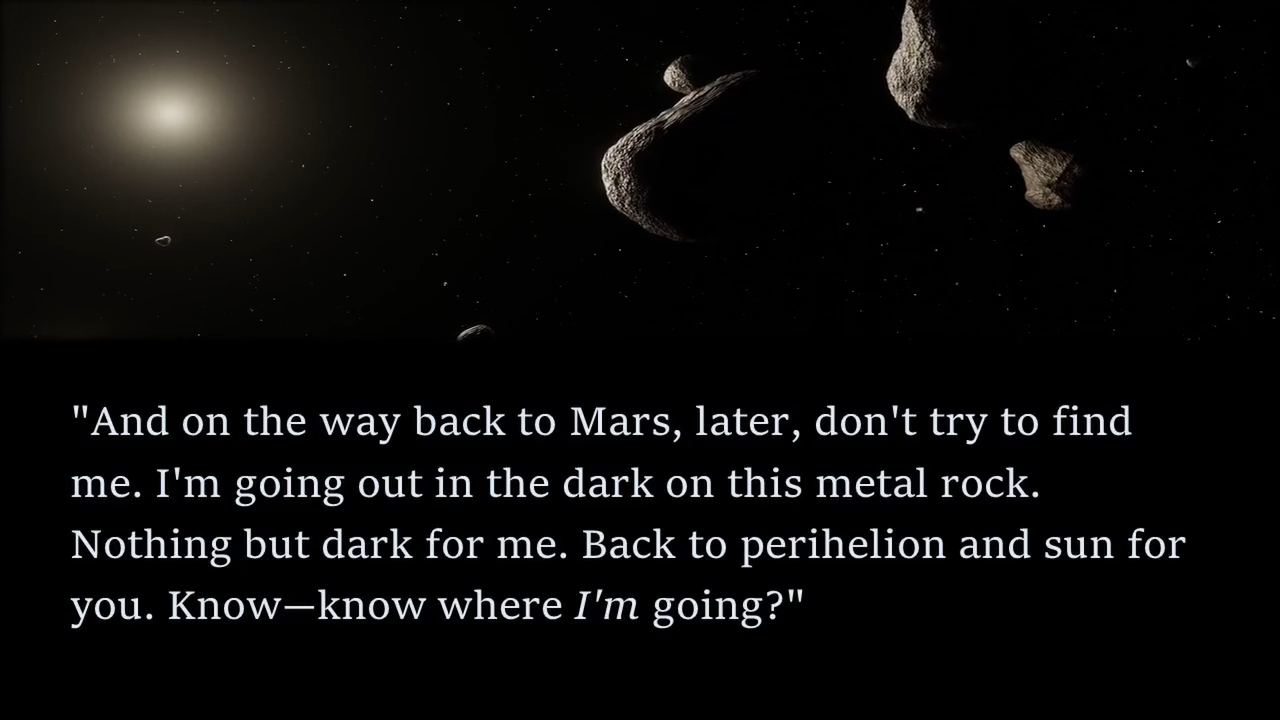 "And on the way back to Mars, later, don't try to find
me. I'm going out in the dark on this metal rock.
Nothing but dark for me. Back to perihelion and sun for
you. Know—know where I'm going?"